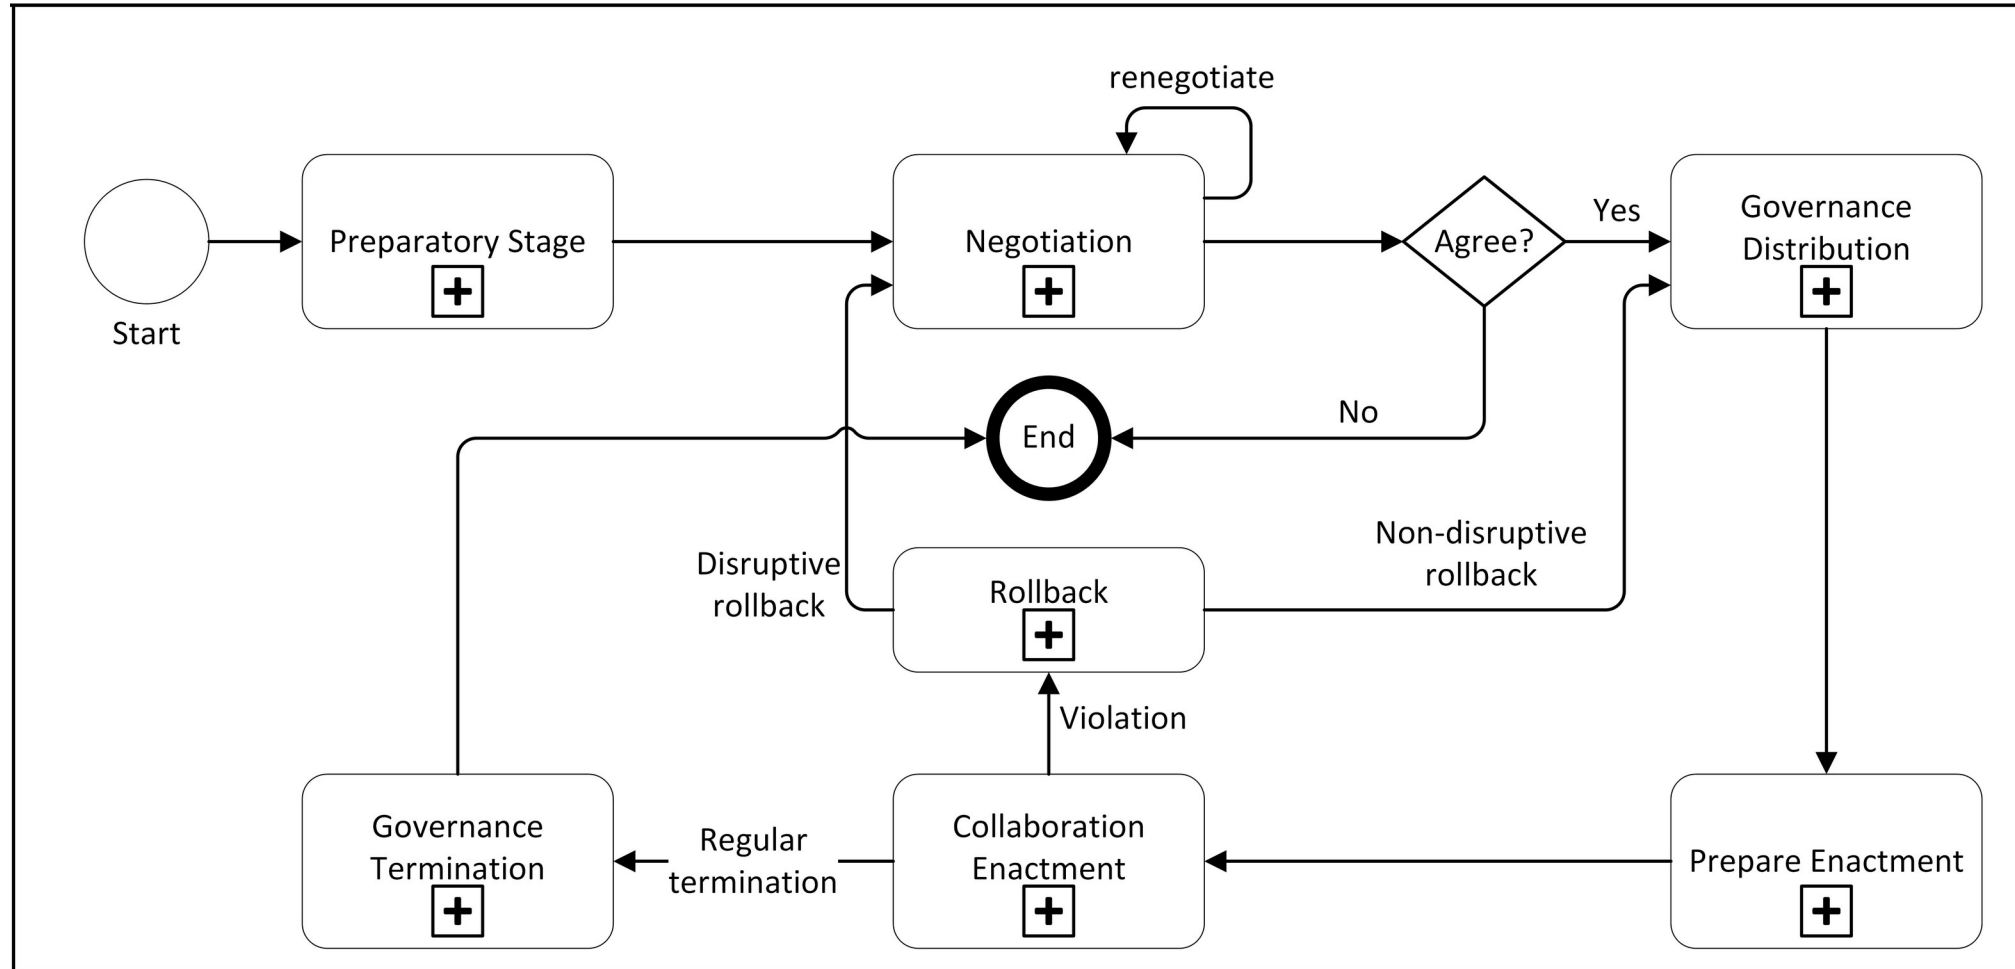 renegotiate
Start
Preparatory Stage
Negotiation
Agree?
Yes
Governance
Distribution
No
End
Disruptive
rollback
Rollback
Non-disruptive
rollback
Violation
Governance
Termination
Regular
termination
Collaboration
Enactment
Prepare Enactment